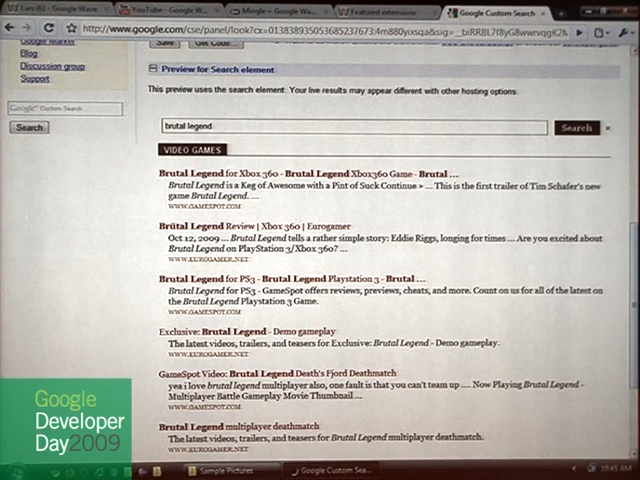 Lars (6) - Google Wave
YouTube - Google W...
Mingle - Google Wa...
Featured extensions
Google Custom Search
http://www.google.com/cse/panel/look?cx=013838935053685237673:4m880yixsqa&sig=
Google Market
Blog
Discussion group
Support
Google Custom Search
Search
Save
Get Code...
Preview for Search element
This preview uses the search element. Your live results may appear different with other hosting options.
brutal legend
Search
×
VIDEO GAMES
Brutal Legend for Xbox 360 - Brutal Legend Xbox360 Game - Brutal ...
Brutal Legend is a Keg of Awesome with a Pint of Suck Continue » ... This is the first trailer of Tim Schafer's new
game Brutal Legend. ...
WWW.GAMESPOT.COM
Brütal Legend Review | Xbox 360 | Eurogamer
Oct 12, 2009 ... Brutal Legend tells a rather simple story: Eddie Riggs, longing for times ... Are you excited about
Brutal Legend on PlayStation 3/Xbox 360? ...
WWW.EUROGAMER.NET
Brutal Legend for PS3 - Brutal Legend Playstation 3 - Brutal ...
Brutal Legend for PS3 - GameSpot offers reviews, previews, cheats, and more. Count on us for all of the latest on
the Brutal Legend Playstation 3 Game.
WWW.GAMESPOT.COM
Exclusive: Brutal Legend - Demo gameplay
The latest videos, trailers, and teasers for Exclusive: Brutal Legend - Demo gameplay.
WWW.EUROGAMER.NET
GameSpot Video: Brutal Legend Death's Fjord Deathmatch
yea i love brutal legend multiplayer also, one fault is that you can't team up .... Now Playing Brutal Legend -
Multiplayer Battle Gameplay Movie Thumbnail ...
WWW.GAMESPOT.COM
Brutal Legend multiplayer deathmatch
The latest videos, trailers, and teasers for Brutal Legend multiplayer deathmatch.
WWW.EUROGAMER.NET
Google
Developer
Day2009
Sample Pictures
Google Custom Sea...
10:45 AM